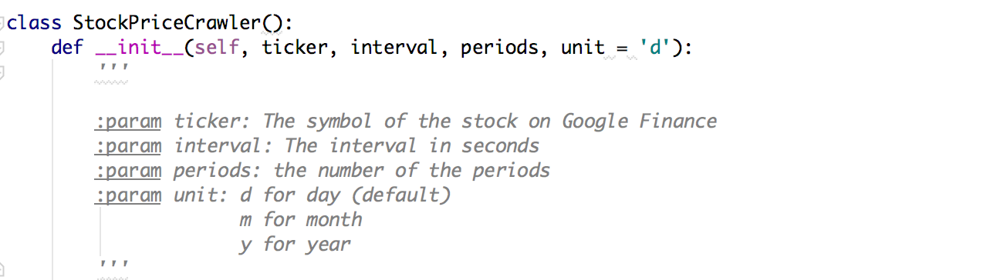 class StockPriceCrawler():
    def __init__(self, ticker, interval, periods, unit = 'd'):
        '''
        :param ticker: The symbol of the stock on Google Finance
        :param interval: The interval in seconds
        :param periods: the number of the periods
        :param unit: d for day (default)
                     m for month
                     y for year
        '''